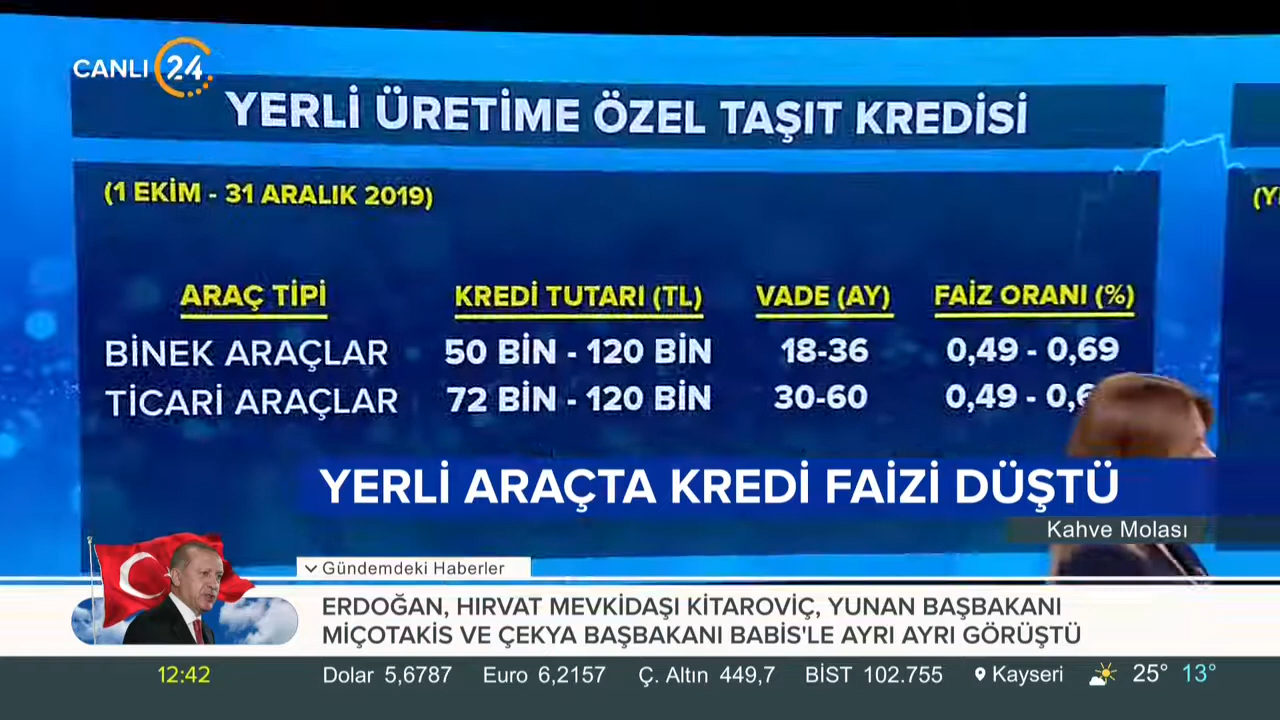 CANLI 24
YERLİ ÜRETİME ÖZEL TAŞIT KREDİSİ
(1 EKİM - 31 ARALIK 2019)
ARAÇ TİPİ KREDİ TUTARI (TL) VADE (AY) FAİZ ORANI (%)
BİNEK ARAÇLAR 50 BİN - 120 BİN 18-36 0,49 - 0,69
TİCARİ ARAÇLAR 72 BİN - 120 BİN 30-60 0,49 -
YERLİ ARAÇTA KREDİ FAİZİ DÜŞTÜ
Kahve Molası
Gündemdeki Haberler
ERDOĞAN, HIRVAT MEVKİDAŞI KİTAROVİÇ, YUNAN BAŞBAKANI
MİÇOTAKİS VE ÇEKYA BAŞBAKANI BABIS'LE AYRI AYRI GÖRÜŞTÜ
12:42 Dolar 5,6787 Euro 6,2157 Ç. Altın 449,7 BİST 102.755 Kayseri 25° 13°